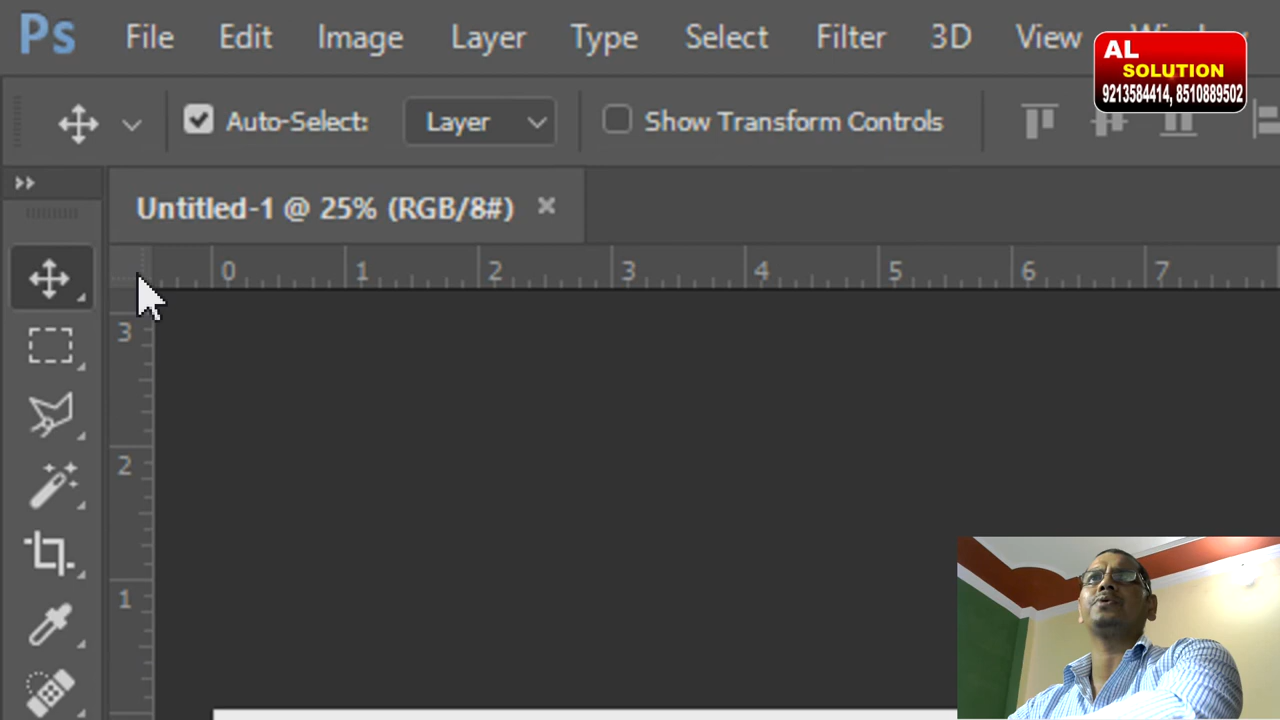 Ps File Edit Image Layer Type Select Filter 3D View
AL
SOLUTION
9213584414, 8510889502
Auto-Select: Layer Show Transform Controls
Untitled-1 @ 25% (RGB/8#)
0 1 2 3 4 5 6 7
3
2
1